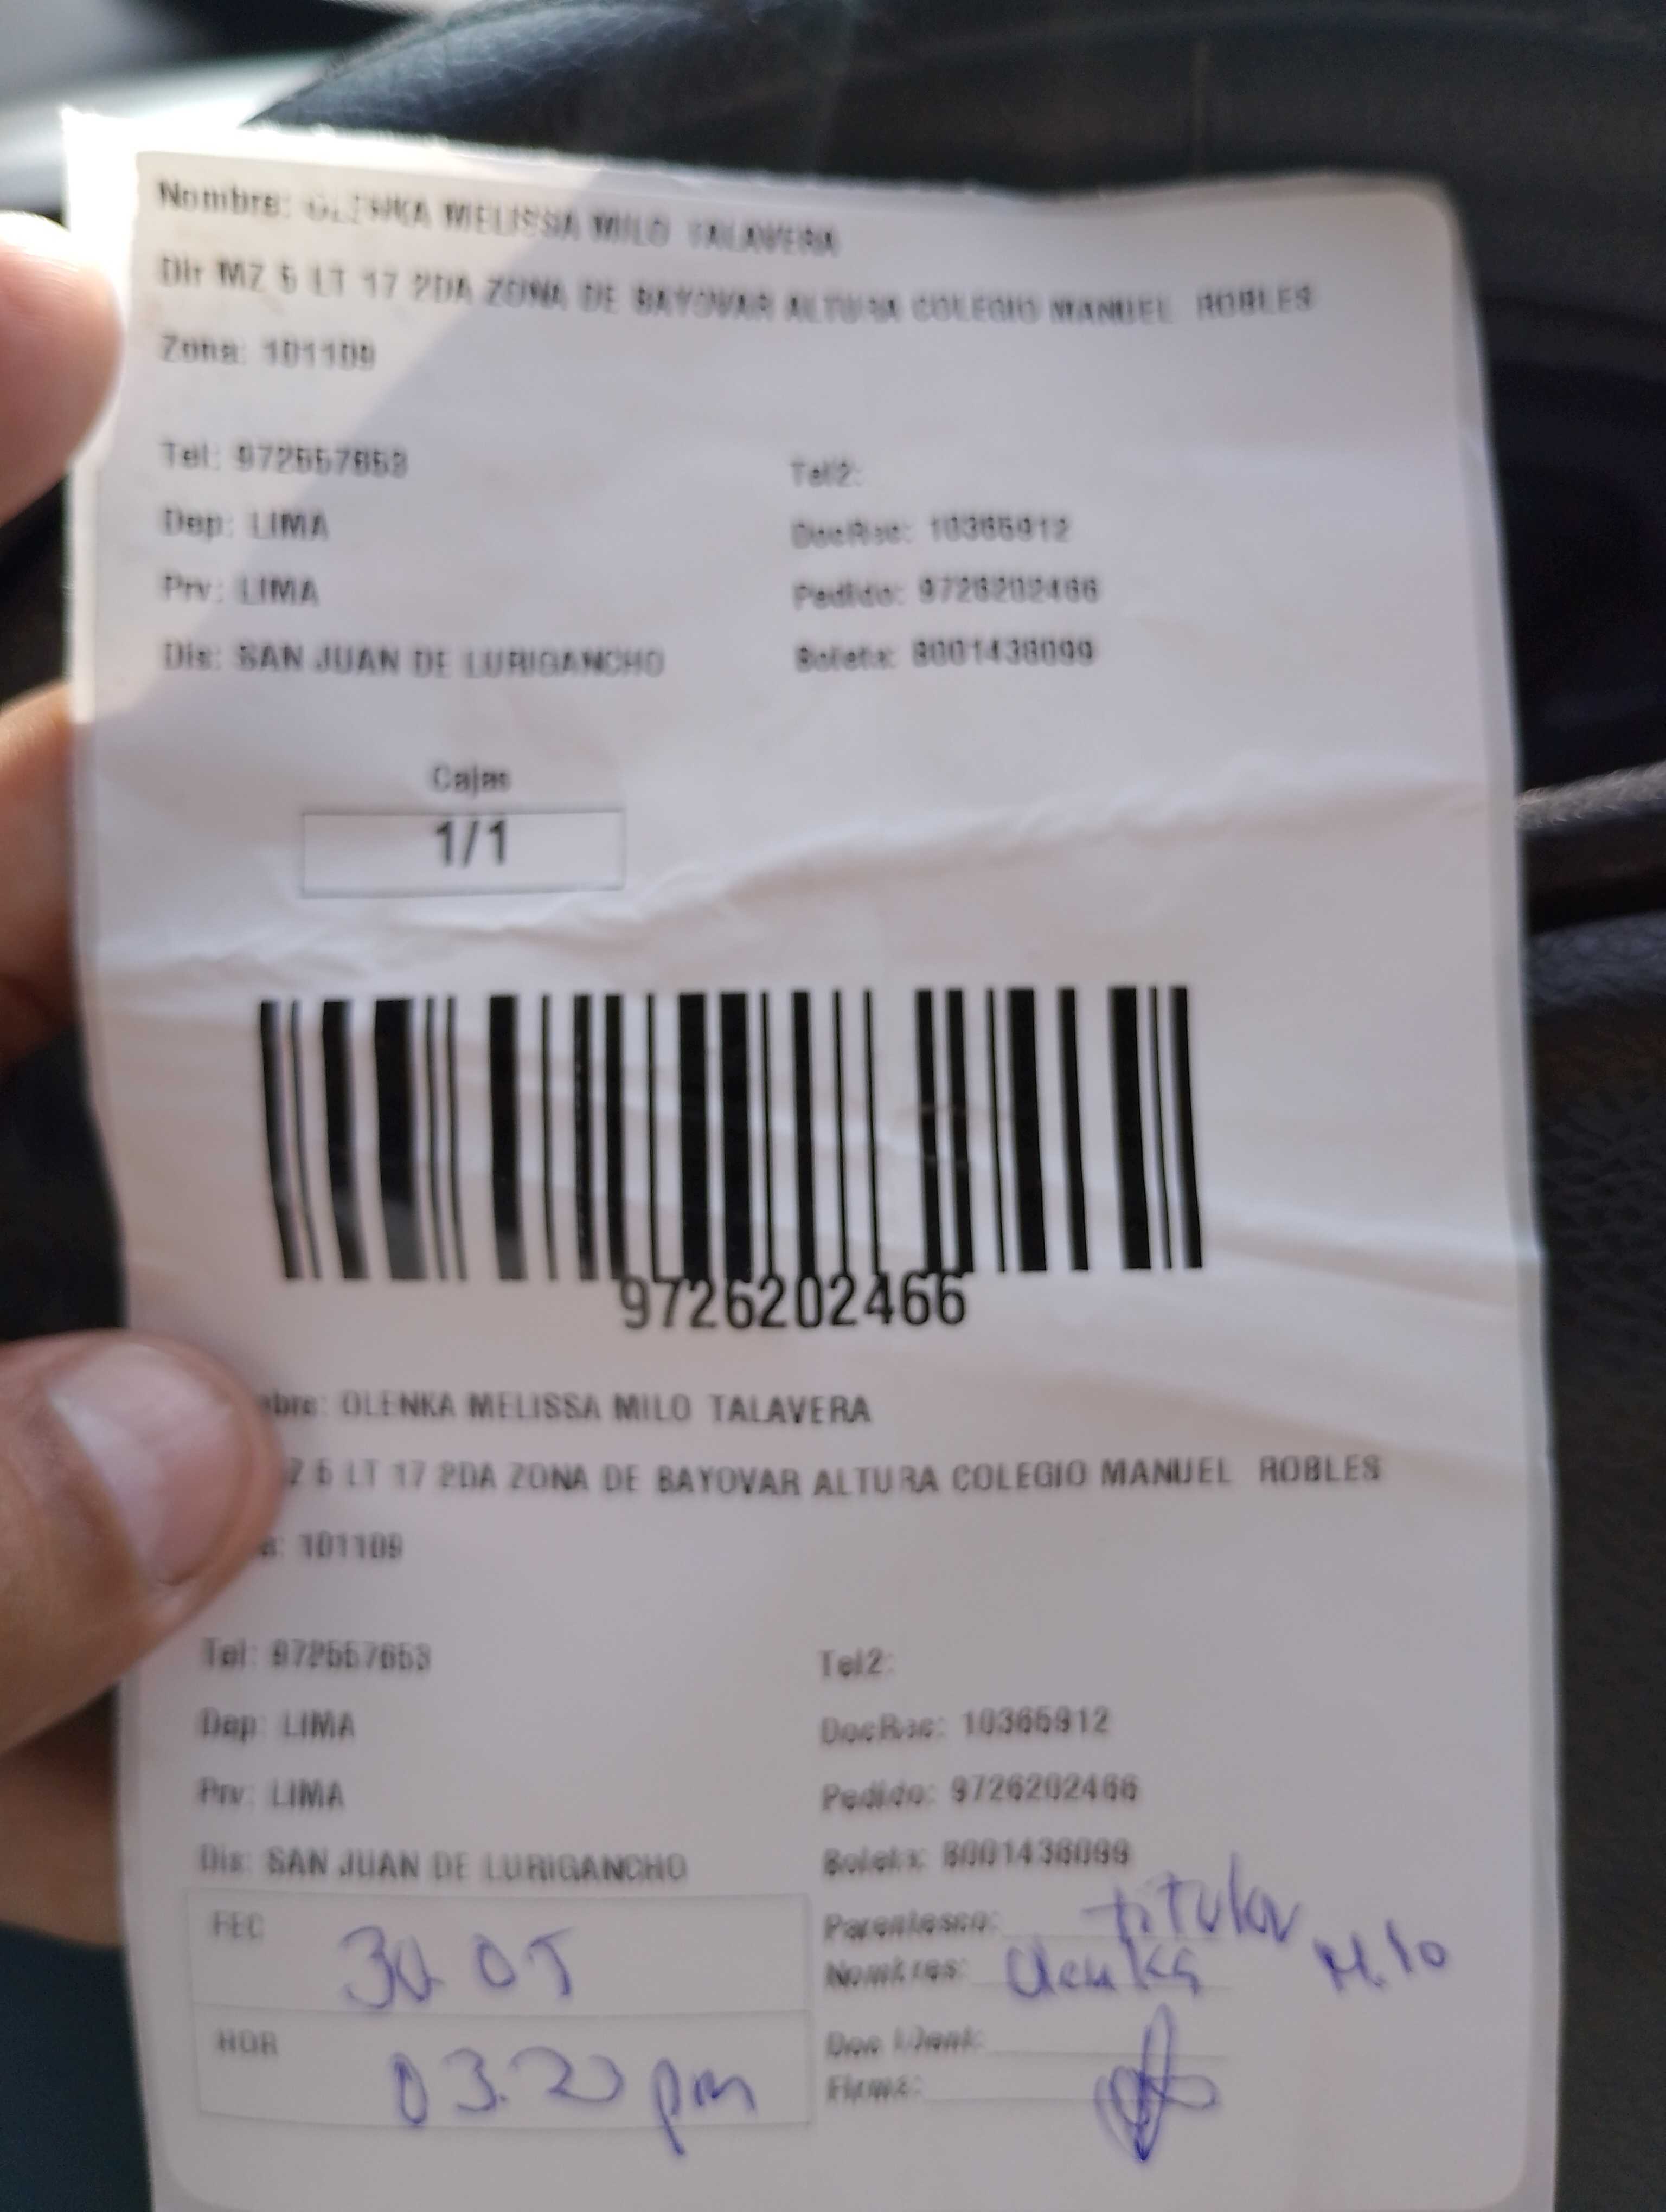 Nombre: OLENKA MELISSA MILO TALAVERA
Dir MZ 5 LT 17 2DA ZONA DE BAYOVAR ALTURA COLEGIO MANUEL ROBLES
Zona: 101109
Tel: 972557653 Tel2:
Dep: LIMA DocRec: 10365912
Prv: LIMA Pedido: 9726202466
Dis: SAN JUAN DE LURIGANCHO Boleta: 8001438099
Cajas
1/1
9726202466
bre: OLENKA MELISSA MILO TALAVERA
Z 5 LT 17 2DA ZONA DE BAYOVAR ALTURA COLEGIO MANUEL ROBLES
a: 101109
Tel: 972557653 Tel2:
Dep: LIMA DocRec: 10365912
Prv: LIMA Pedido: 9726202466
Dis: SAN JUAN DE LURIGANCHO Boleta: 8001438099
FEC 30 05 Parentesco: titular
Nombres: Olenka Milo
HOR 03:20 pm Doc Ident:
Firma: